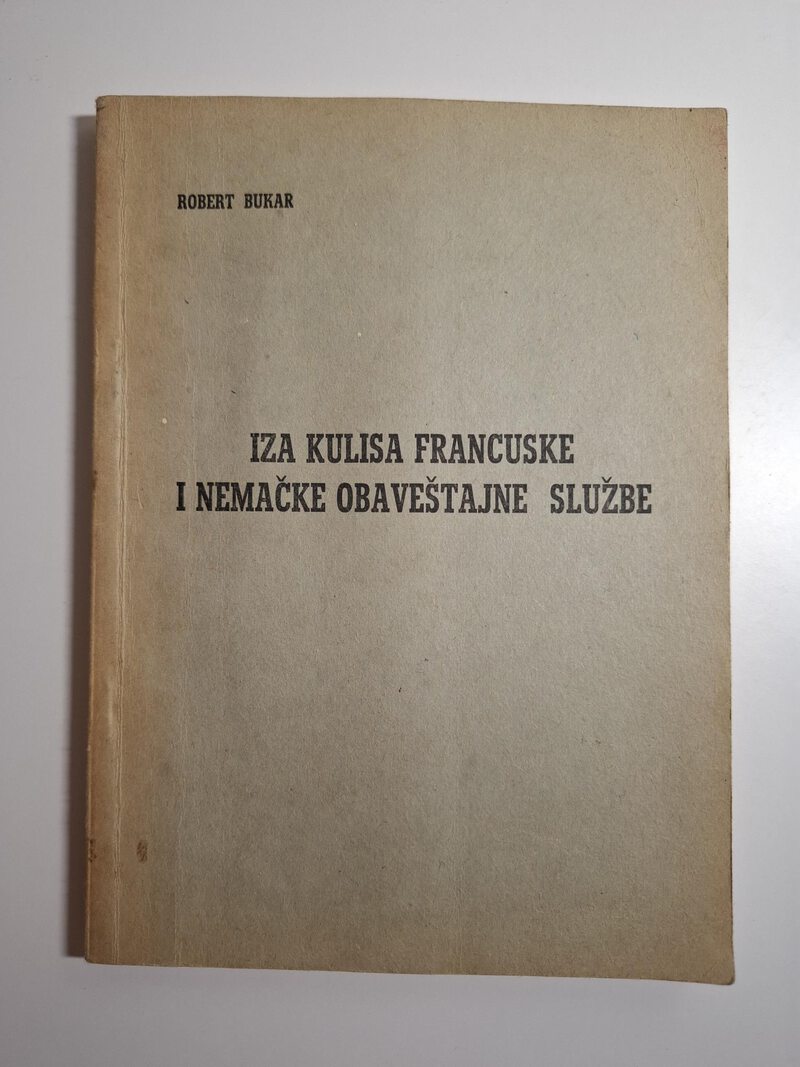 ROBERT BUKAR
IZA KULISA FRANCUSKE
I NEMAČKE OBAVEŠTAJNE SLUŽBE